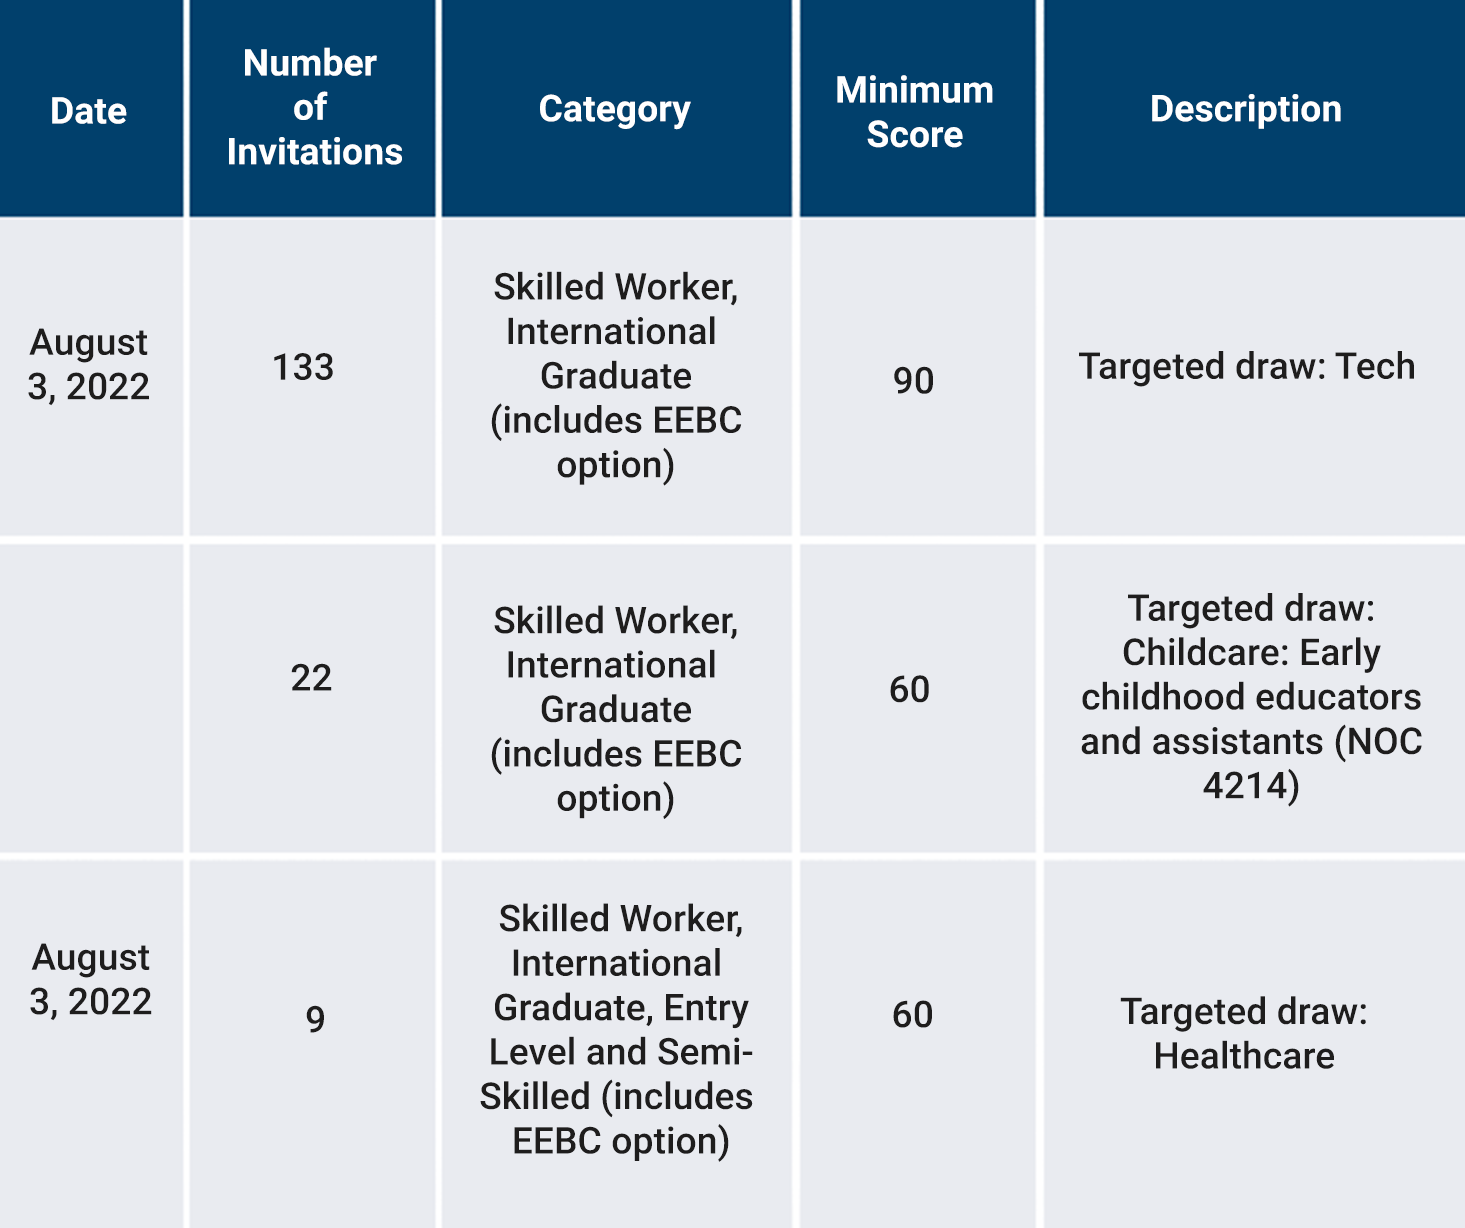 Date
Number
of
Invitations
Category
Minimum
Score
Description
August
3, 2022
133
Skilled Worker,
International
Graduate
(includes EEBC
option)
90
Targeted draw: Tech
22
Skilled Worker,
International
Graduate
(includes EEBC
option)
60
Targeted draw:
Childcare: Early
childhood educators
and assistants (NOC
4214)
August
3, 2022
9
Skilled Worker,
International
Graduate, Entry
Level and Semi-
Skilled (includes
EEBC option)
60
Targeted draw:
Healthcare